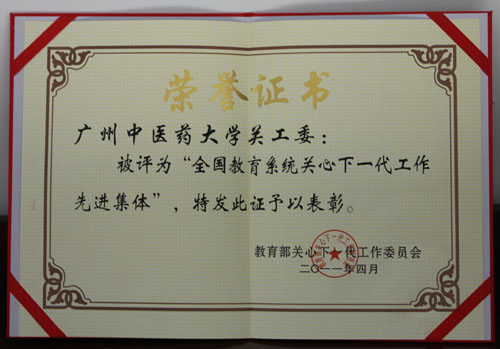 荣誉证书
广州中医药大学关工委：
被评为“全国教育系统关心下一代工作
先进集体”，特发此证予以表彰。
教育部关心下一代工作委员会
二〇一一年四月